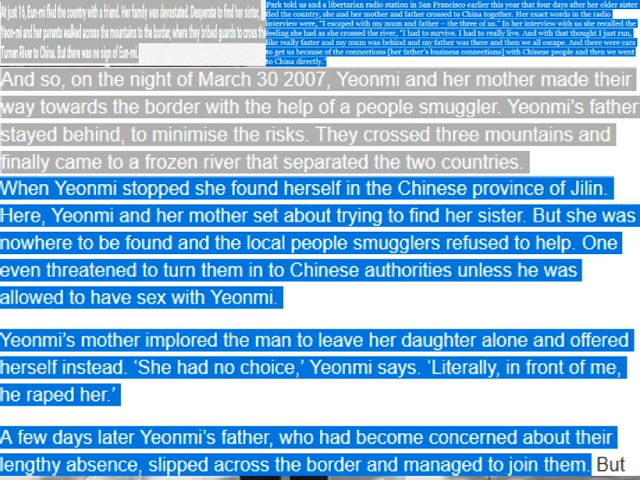 At just 16, Eun-mi fled the country with a friend. Her family was devastated. Desperate to find her sister,
Yeon-mi and her parents walked across the mountains to the border, where they bribed guards to cross the
Tumen River to China. But there was no sign of Eun-mi.
Park told us and a libertarian radio station in San Francisco earlier this year that four days after her older sister
fled the country, she and her mother and father crossed to China together. Her exact words in the radio
interview were, "I escaped with my mum and father – the three of us." In her interview with us she recalled the
feeling she had as she crossed the river, "I had to survive. I had to really live. And with that thought I just run,
like really faster and my mum was behind and my father was there and then we all escape. And there were cars
to get us because of the connections [her father's business connections] with Chinese people and then we went
to China directly."
And so, on the night of March 30 2007, Yeonmi and her mother made their
way towards the border with the help of a people smuggler. Yeonmi's father
stayed behind, to minimise the risks. They crossed three mountains and
finally came to a frozen river that separated the two countries.
When Yeonmi stopped she found herself in the Chinese province of Jilin.
Here, Yeonmi and her mother set about trying to find her sister. But she was
nowhere to be found and the local people smugglers refused to help. One
even threatened to turn them in to Chinese authorities unless he was
allowed to have sex with Yeonmi.
Yeonmi's mother implored the man to leave her daughter alone and offered
herself instead. 'She had no choice,' Yeonmi says. 'Literally, in front of me,
he raped her.'
A few days later Yeonmi's father, who had become concerned about their
lengthy absence, slipped across the border and managed to join them. But